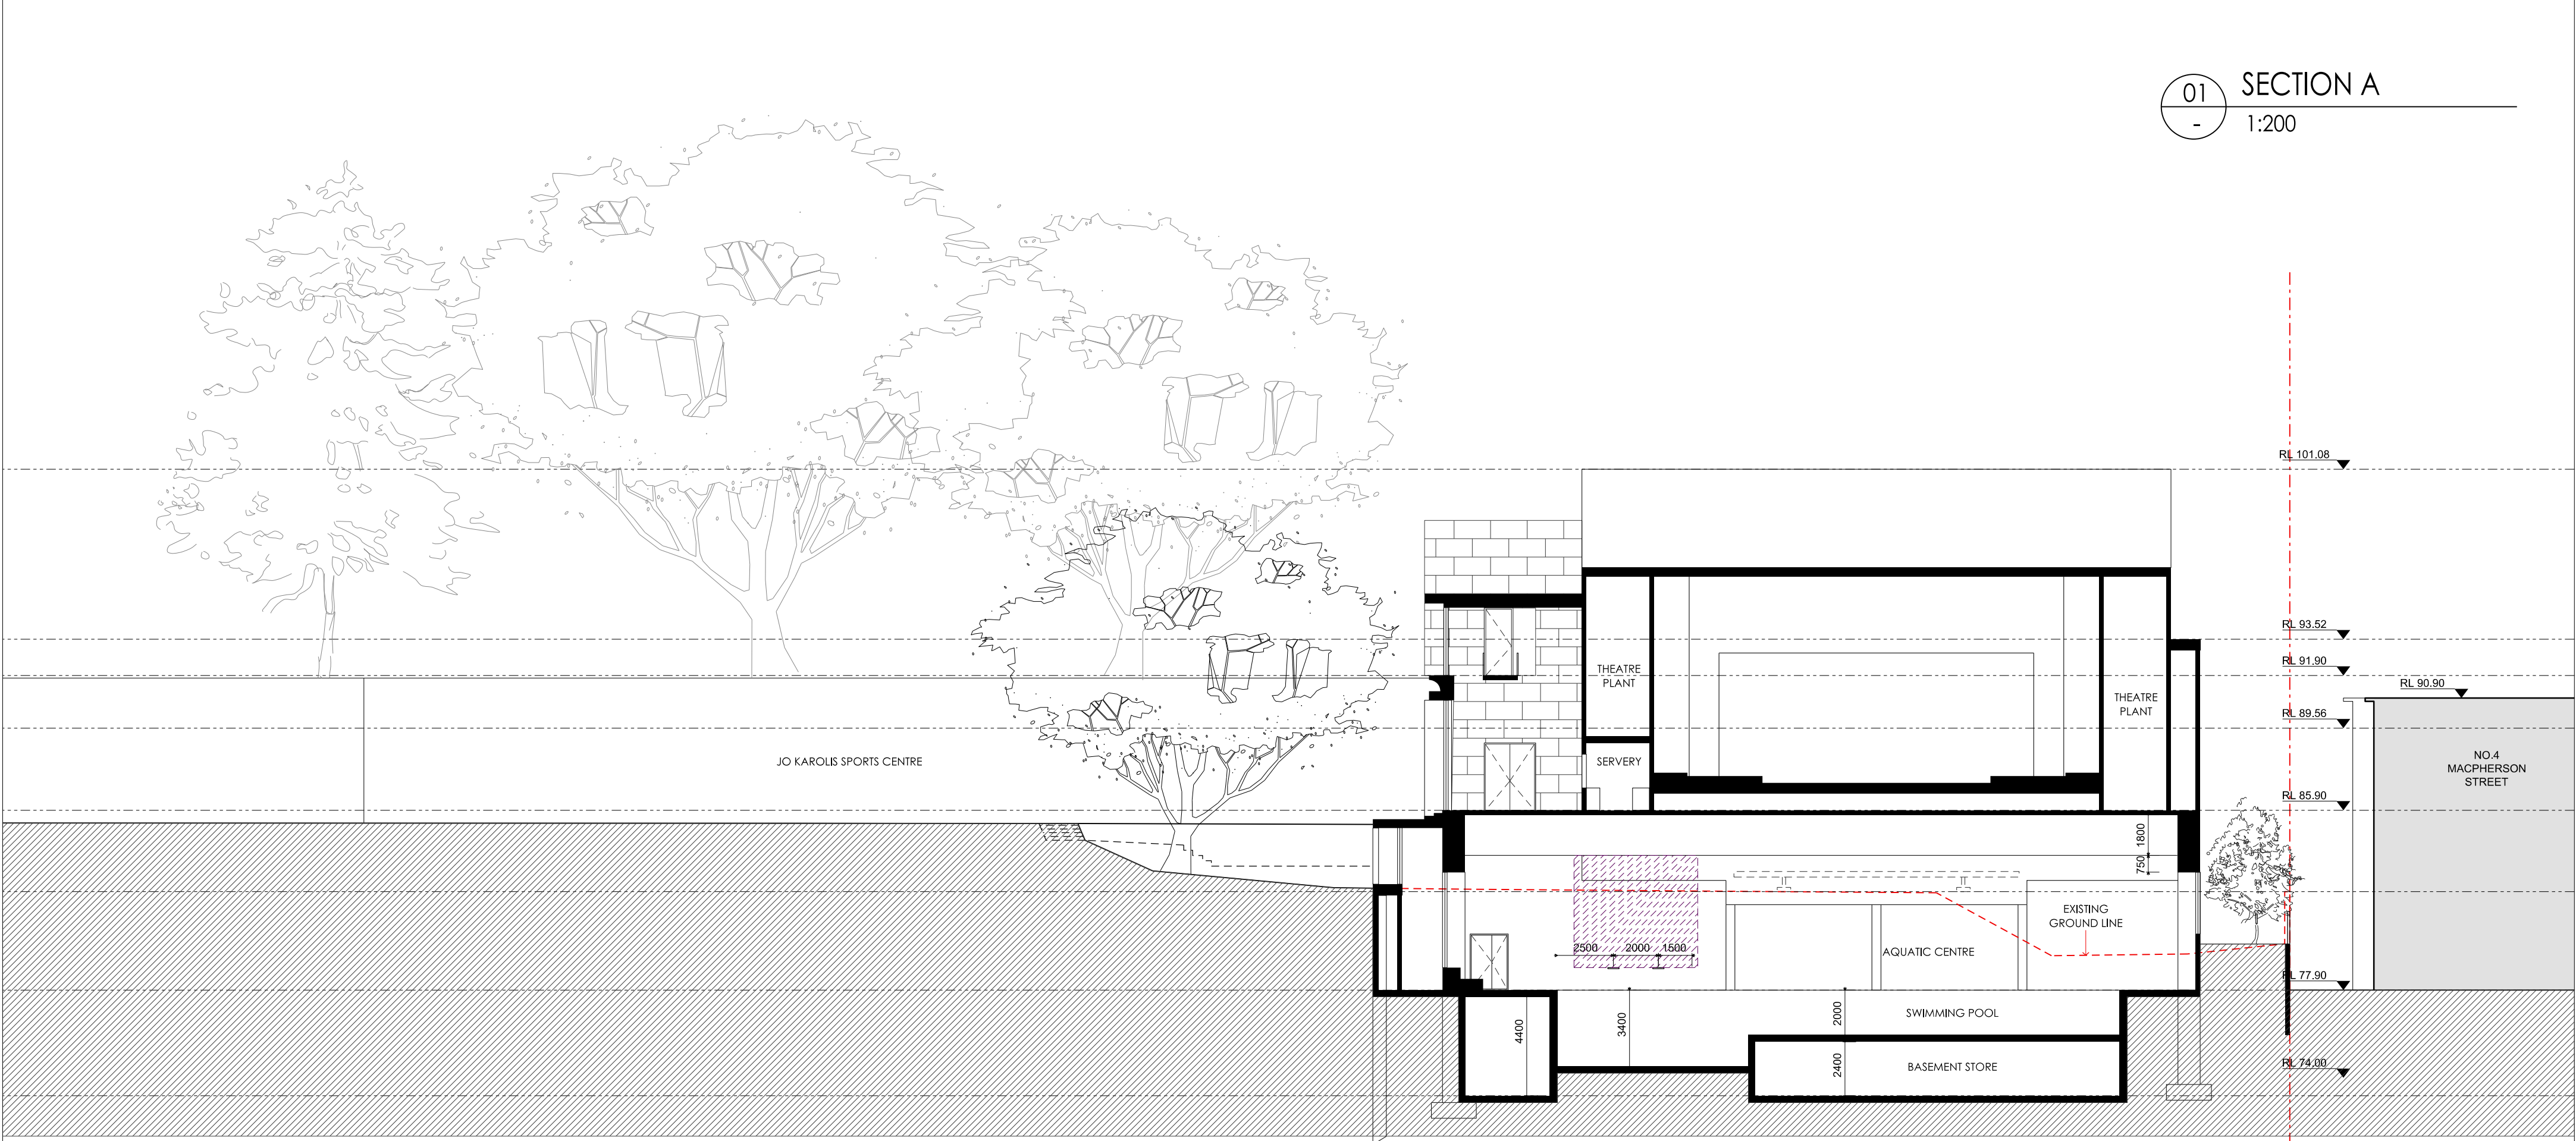 01
-
SECTION A
1:200
RL 101.08
RL 93.52
RL 91.90
RL 90.90
RL 89.56
RL 85.90
RL 77.90
RL 74.00
THEATRE
PLANT
THEATRE
PLANT
SERVERY
JO KAROLIS SPORTS CENTRE
NO.4
MACPHERSON
STREET
1800
750
EXISTING
GROUND LINE
2500
2000
1500
AQUATIC CENTRE
4400
3400
2000
SWIMMING POOL
2400
BASEMENT STORE